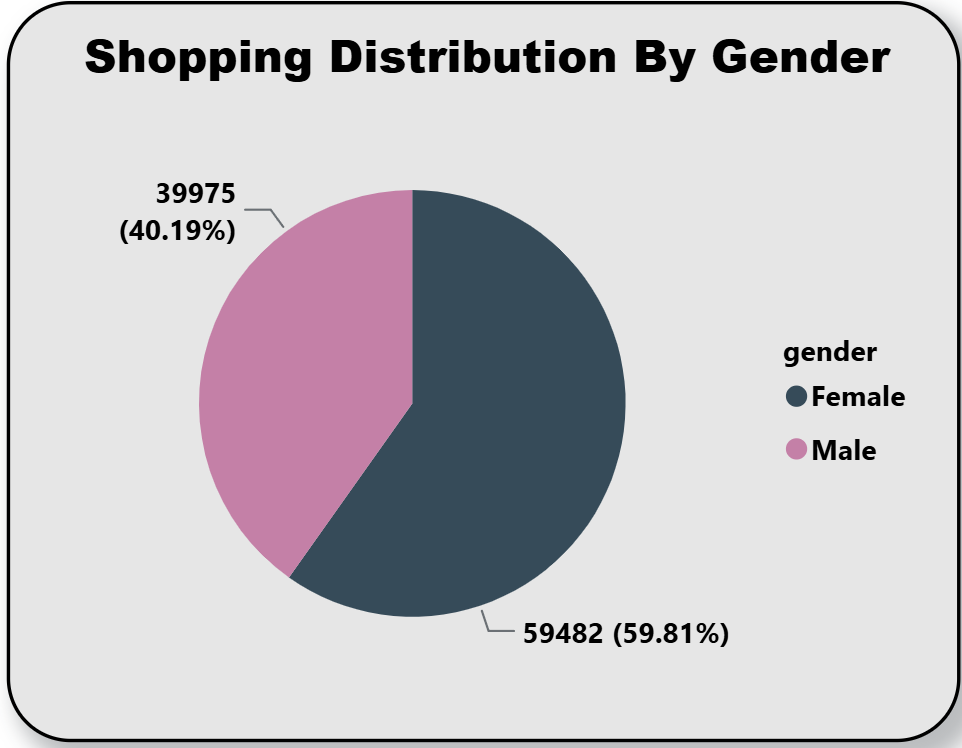 Shopping Distribution By Gender
39975
(40.19%)
gender
Female
Male
59482 (59.81%)